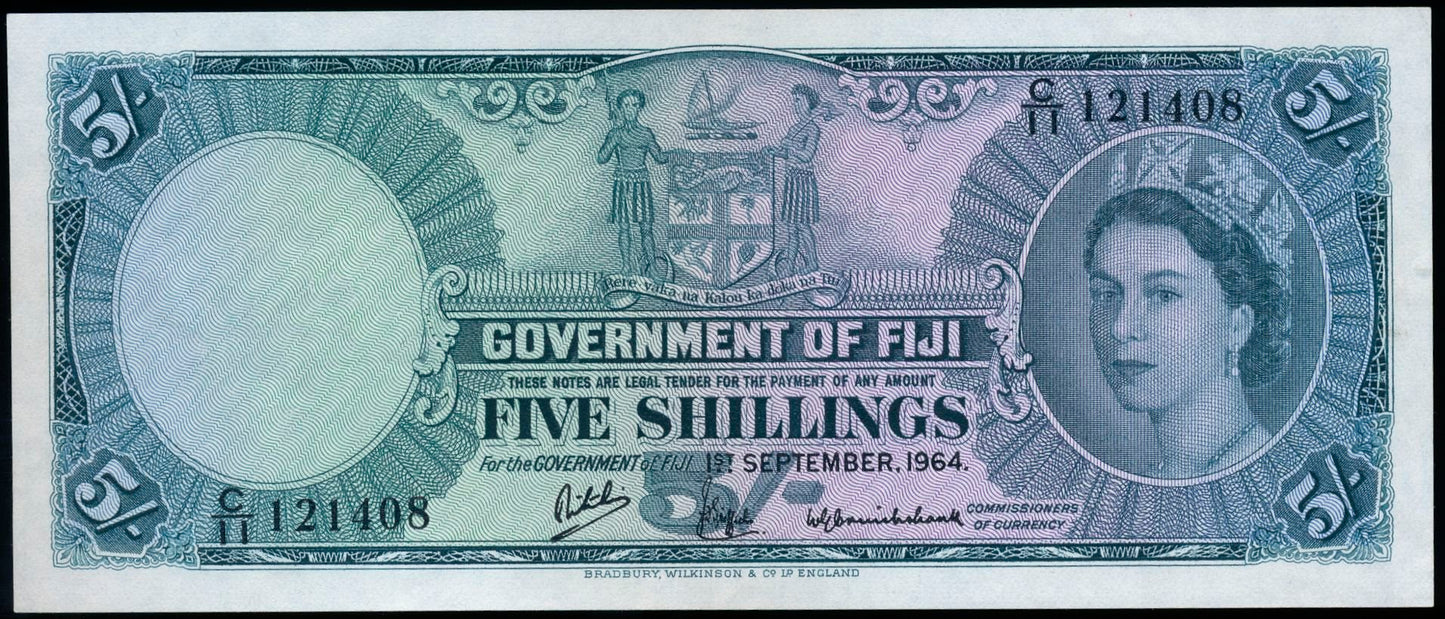 5/-
5/-
C/11 121408
Rere vaka na Kalou ka doka na Tui
GOVERNMENT OF FIJI
THESE NOTES ARE LEGAL TENDER FOR THE PAYMENT OF ANY AMOUNT
FIVE SHILLINGS
For the GOVERNMENT of FIJI 1ST SEPTEMBER, 1964.
5/-
C/11 121408
COMMISSIONERS
OF CURRENCY
5/-
5/-
BRADBURY, WILKINSON & Co. LD. ENGLAND